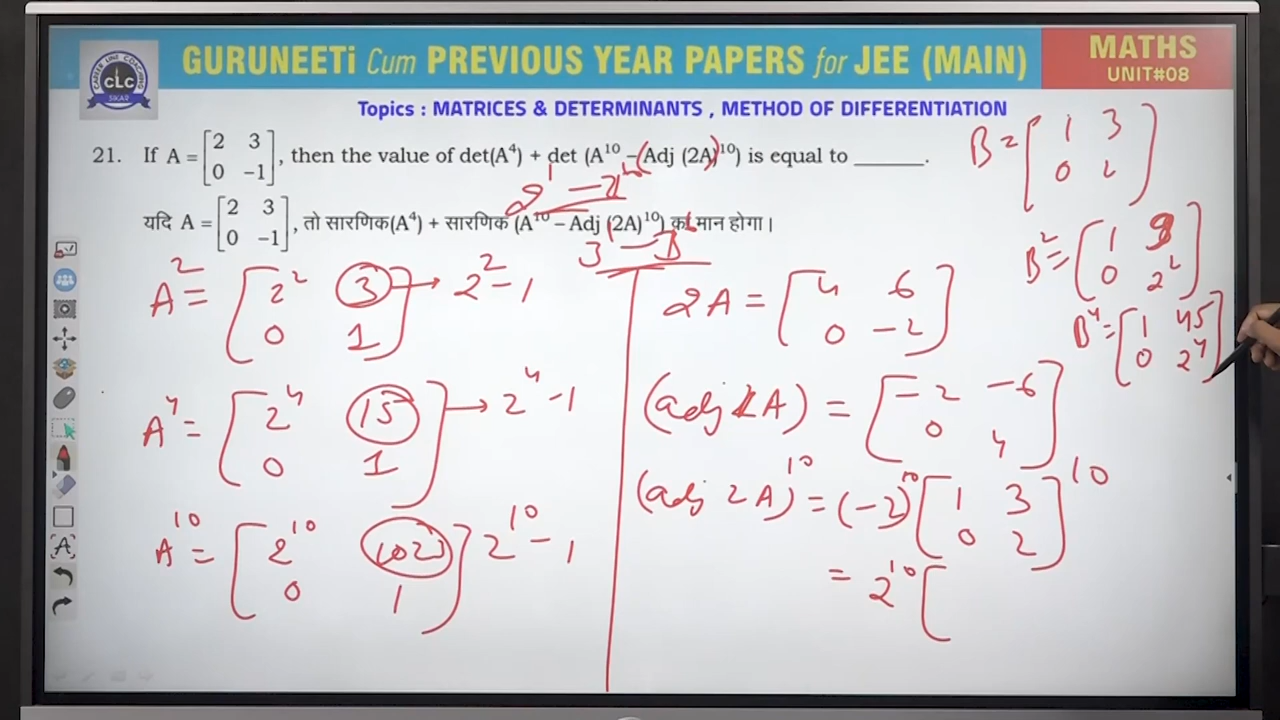 GURUNEETi Cum PREVIOUS YEAR PAPERS for JEE (MAIN)
MATHS
UNIT#08
CLC
SIKAR
Topics : MATRICES & DETERMINANTS , METHOD OF DIFFERENTIATION
21. If A = [2 3; 0 −1], then the value of det(A⁴) + det (A¹⁰ − (Adj (2A))¹⁰) is equal to ______.
यदि A = [2 3; 0 −1], तो सारणिक(A⁴) + सारणिक (A¹⁰ − Adj (2A)¹⁰) का मान होगा।
A² = [2² 3; 0 1] → 2² − 1
A⁴ = [2⁴ 15; 0 1] → 2⁴ − 1
A¹⁰ = [2¹⁰ 1023; 0 1] 2¹⁰ − 1
2A = [4 6; 0 −2]
(adj 2A) = [−2 −6; 0 4]
(adj 2A)¹⁰ = (−2)¹⁰ [1 3; 0 2]¹⁰
= 2¹⁰ [
B = [1 3; 0 2]
B² = [1 9; 0 2²]
B⁴ = [1 45; 0 2⁴]